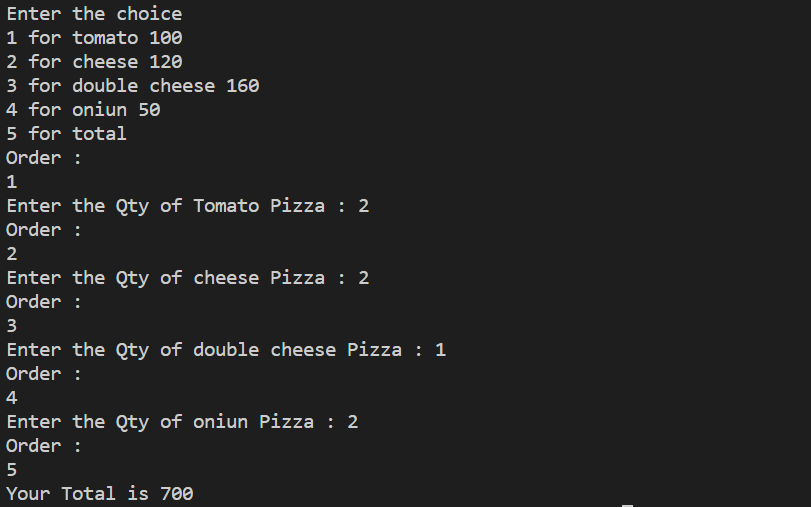 Enter the choice
1 for tomato 100
2 for cheese 120
3 for double cheese 160
4 for oniun 50
5 for total
Order :
1
Enter the Qty of Tomato Pizza : 2
Order :
2
Enter the Qty of cheese Pizza : 2
Order :
3
Enter the Qty of double cheese Pizza : 1
Order :
4
Enter the Qty of oniun Pizza : 2
Order :
5
Your Total is 700